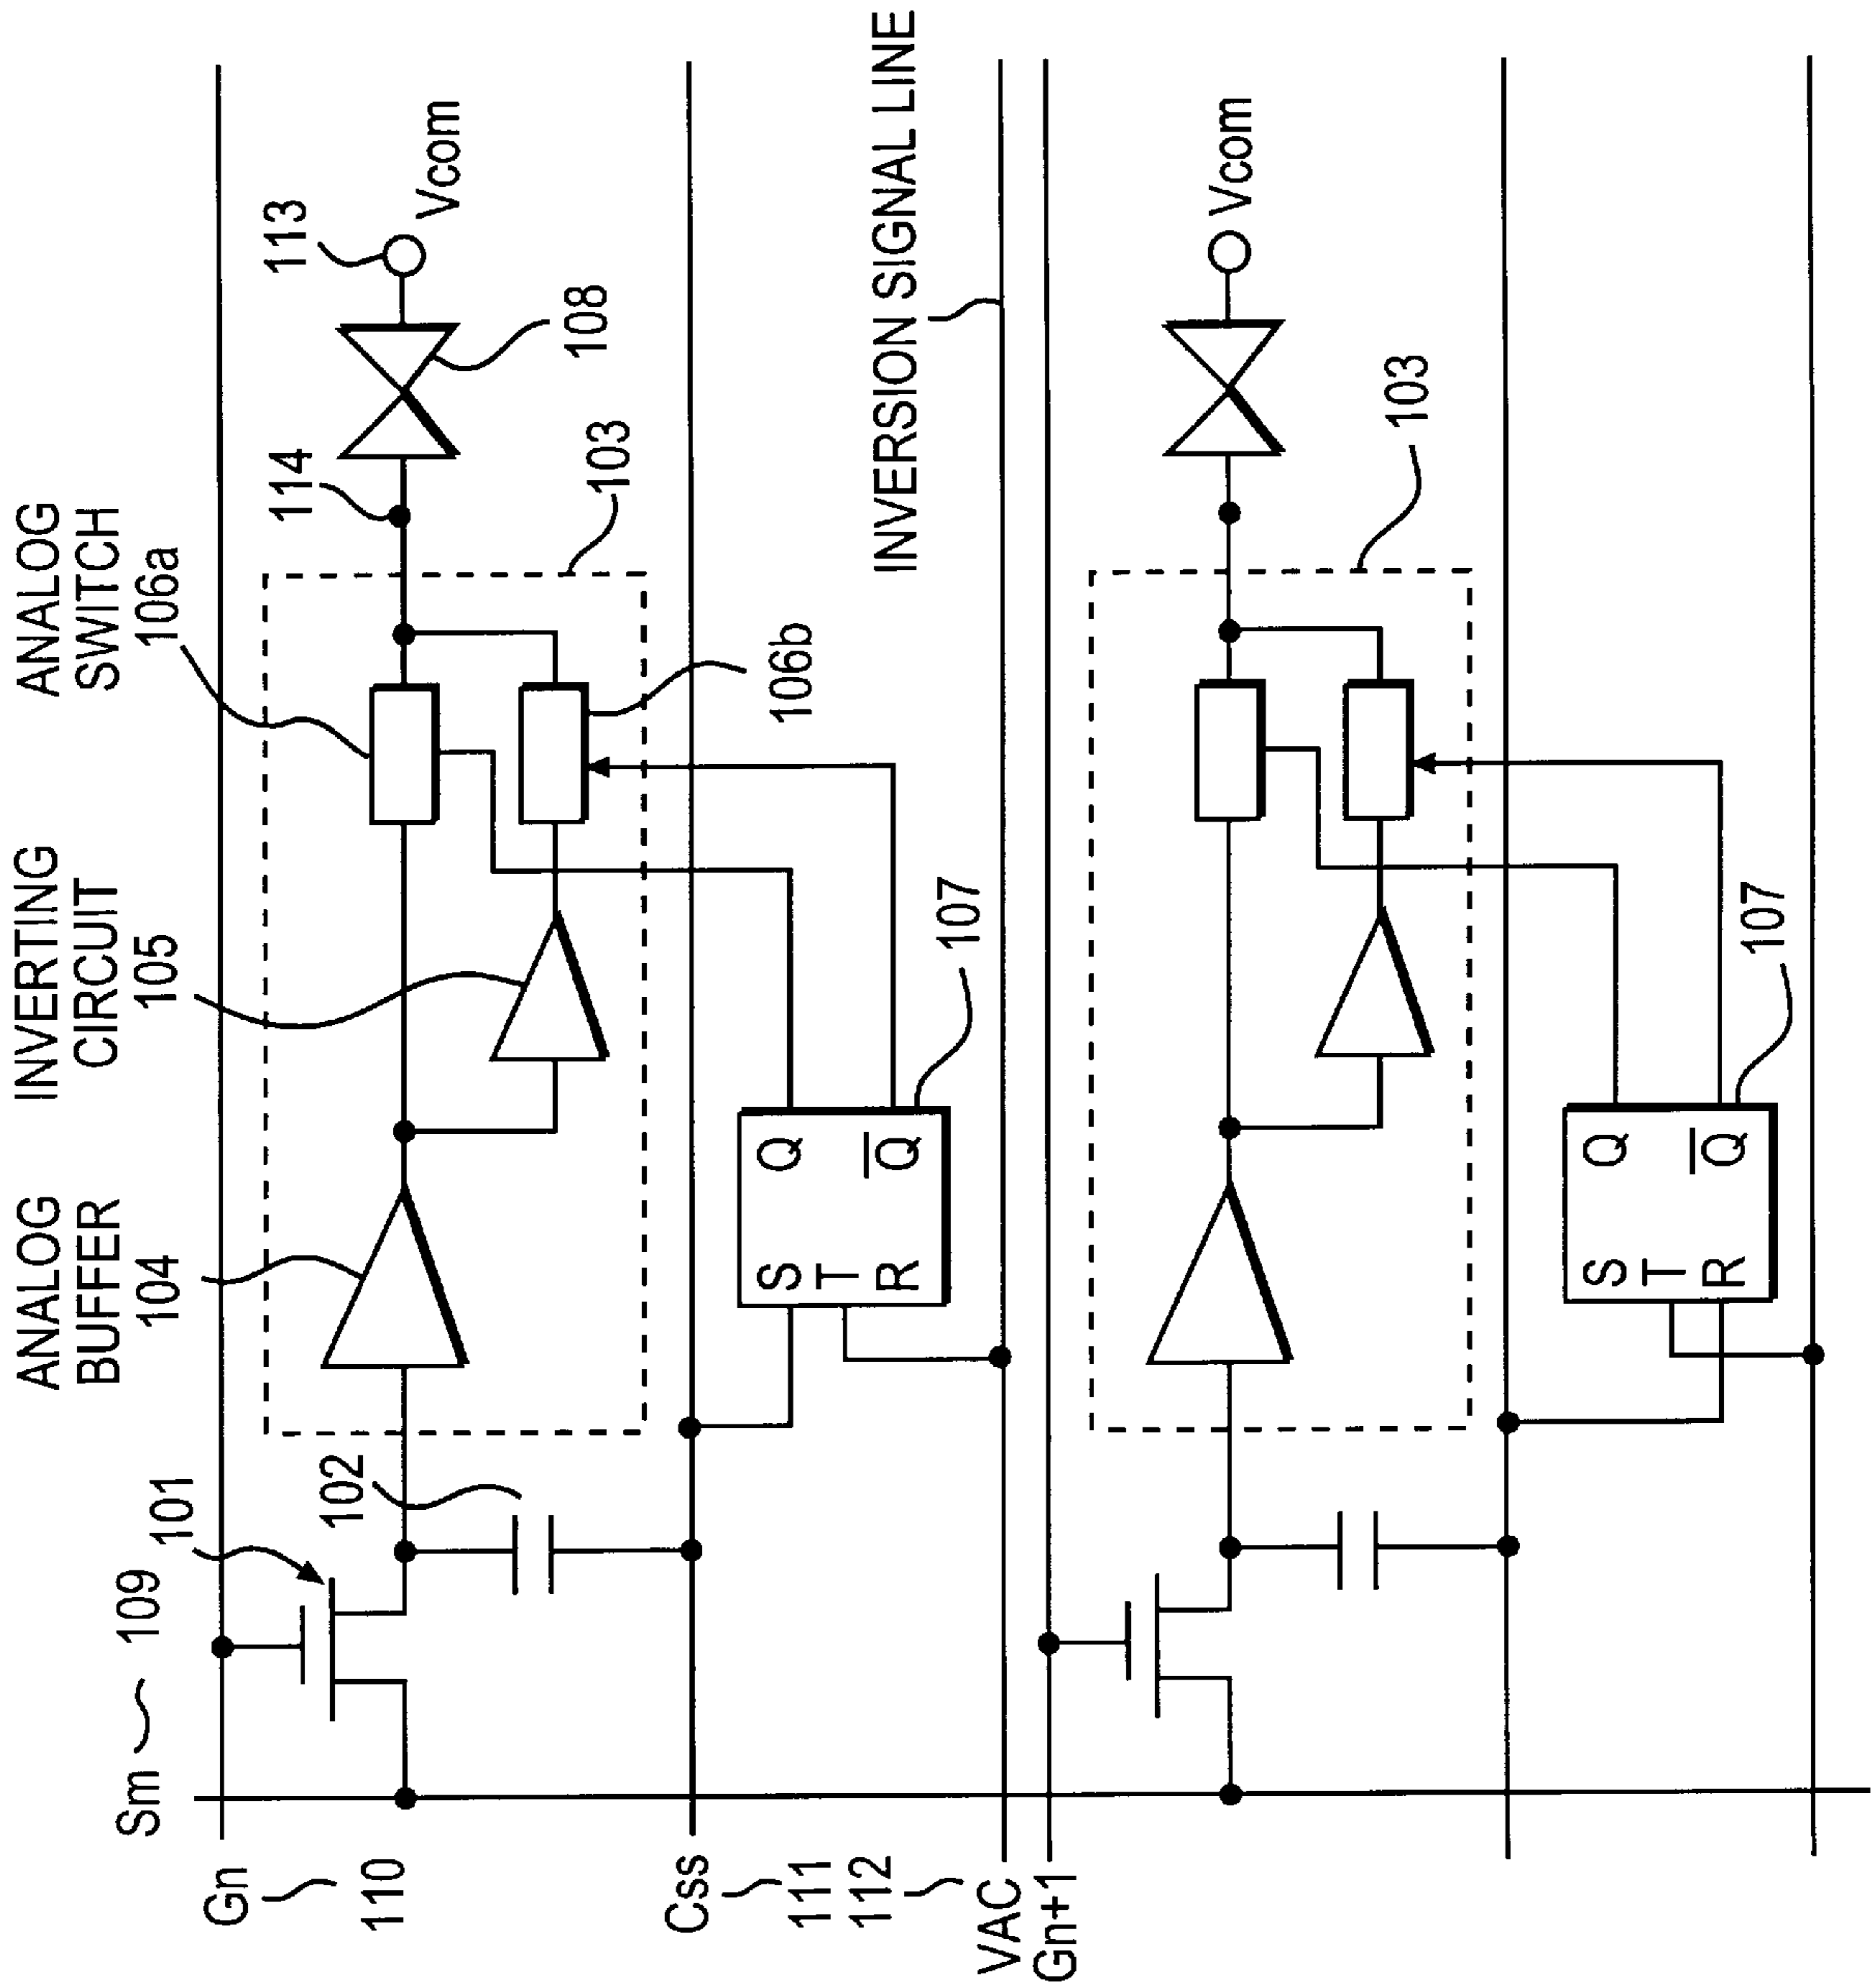 ANALOG
BUFFER
104
INVERTING
CIRCUIT
105
ANALOG
SWITCH
106a
Sm
109
101
Gn
110
102
114
113
Vcom
108
103
106b
S
T
R
Q
Q
107
Css
111
112
VAC
INVERSION SIGNAL LINE
Gn+1
Vcom
103
S
T
R
Q
Q
107